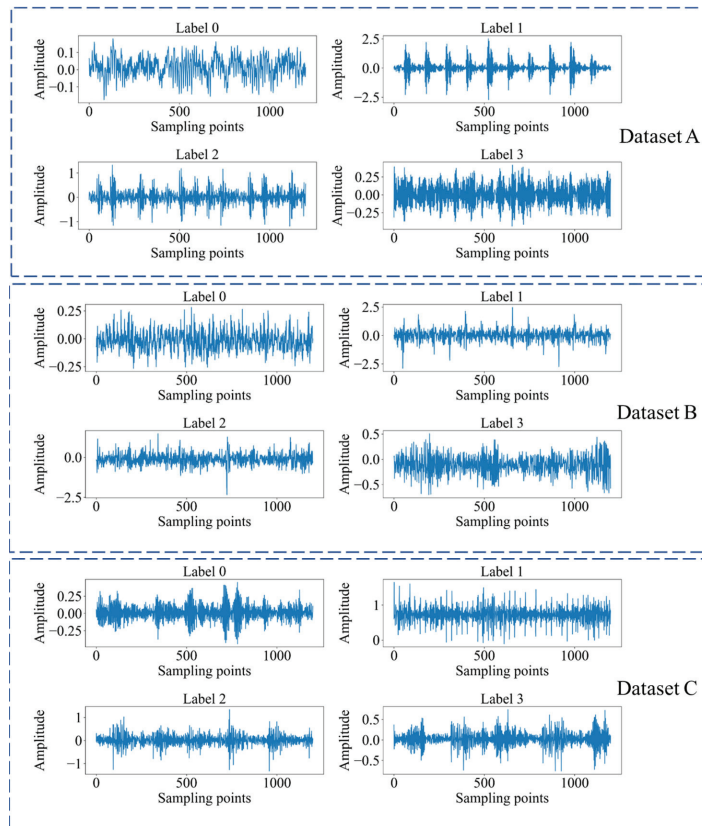 Label 0
Label 1
Amplitude
0.1
0.0
−0.1
0
500
1000
Sampling points
Amplitude
2.5
0.0
−2.5
0
500
1000
Sampling points
Dataset A
Label 2
Label 3
Amplitude
1
0
−1
0
500
1000
Sampling points
Amplitude
0.25
0.00
−0.25
0
500
1000
Sampling points
Label 0
Label 1
Amplitude
0.25
0.00
−0.25
0
500
1000
Sampling points
Amplitude
2.5
0.0
−2.5
0
500
1000
Sampling points
Dataset B
Label 2
Label 3
Amplitude
0.0
−2.5
0
500
1000
Sampling points
Amplitude
0.5
0.0
−0.5
0
500
1000
Sampling points
Label 0
Label 1
Amplitude
0.25
0.00
−0.25
0
500
1000
Sampling points
Amplitude
1
0
0
500
1000
Sampling points
Dataset C
Label 2
Label 3
Amplitude
1
0
−1
0
500
1000
Sampling points
Amplitude
0.5
0.0
−0.5
0
500
1000
Sampling points